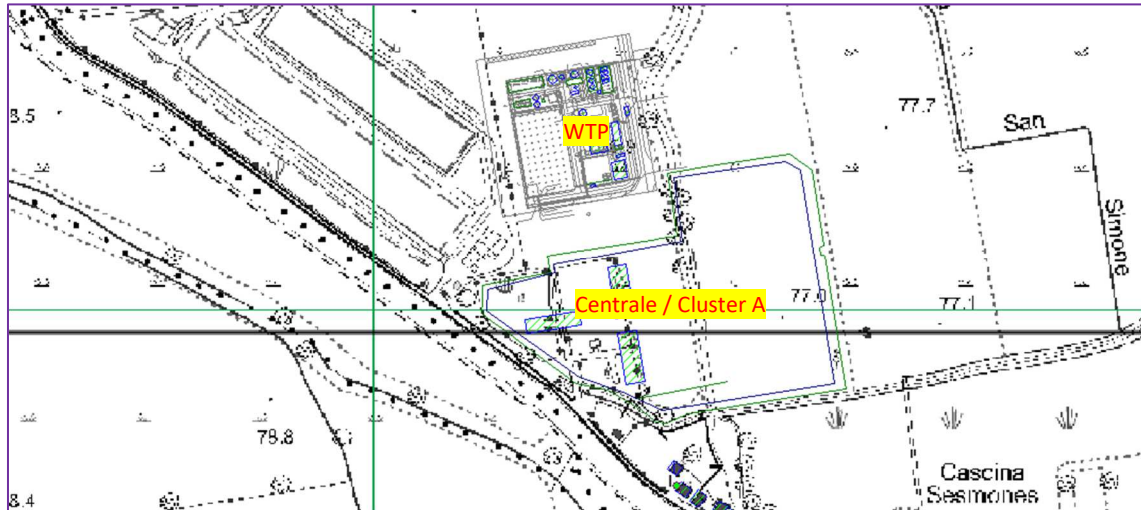 77.7
8.5
San
WTP
Simone
77.0
77.1
Centrale / Cluster A
78.8
Cascina
Sesmones
8.4